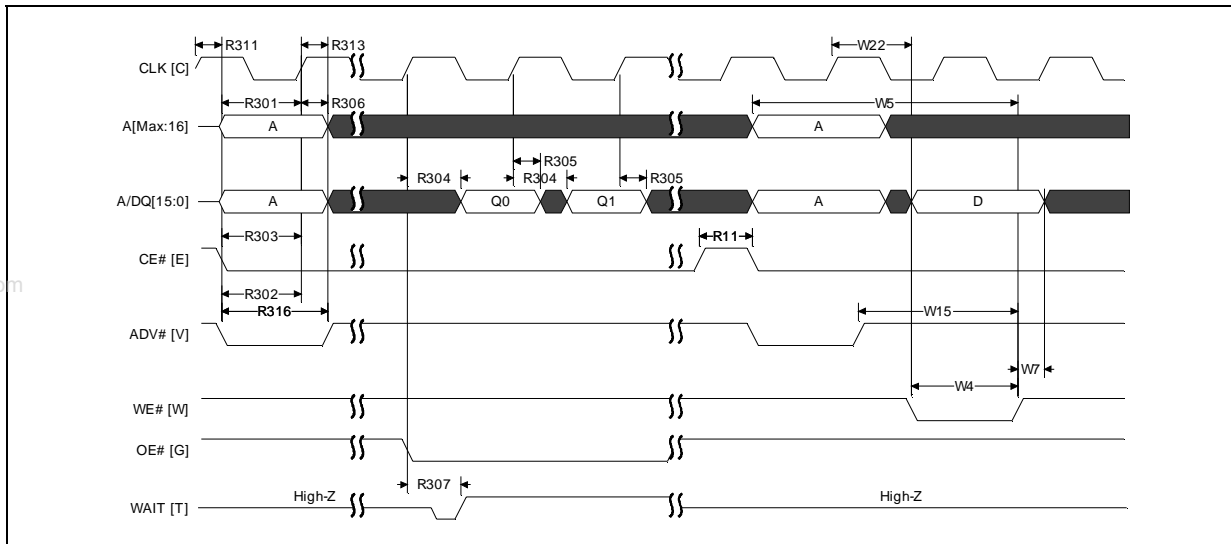 R311
R313
W22
CLK [C]
R301
R306
W5
A[Max:16]
A
A
R305
R304
R304
R305
A/DQ[15:0]
A
Q0
Q1
A
D
R303
R11
CE# [E]
om
R302
R316
W15
ADV# [V]
W7
W4
WE# [W]
OE# [G]
R307
High-Z
High-Z
WAIT [T]